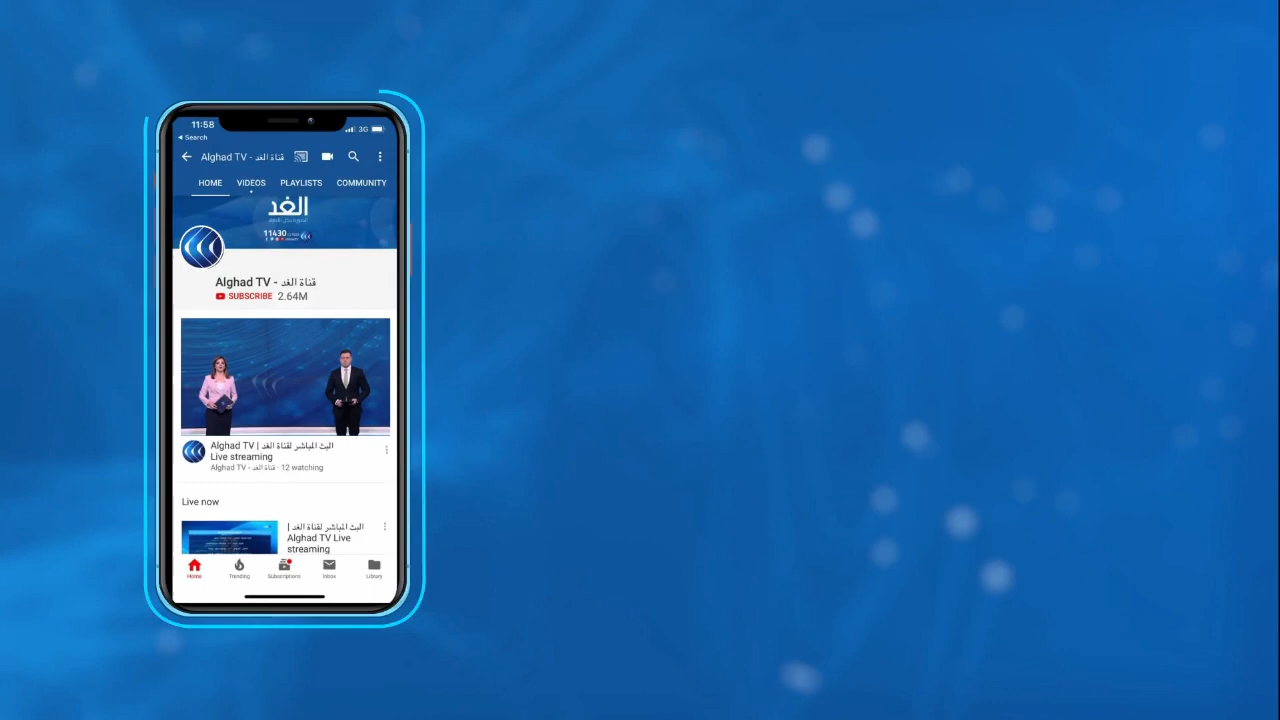 11:58
3G
Search
Alghad TV - قناة الغد
HOME VIDEOS PLAYLISTS COMMUNITY
الغد
11430
Alghad TV - قناة الغد
SUBSCRIBE 2.64M
Alghad TV | البث المباشر لقناة الغد
Live streaming
Alghad TV - قناة الغد · 12 watching
Live now
البث المباشر لقناة الغد |
Alghad TV Live
streaming
Home Trending Subscriptions Inbox Library